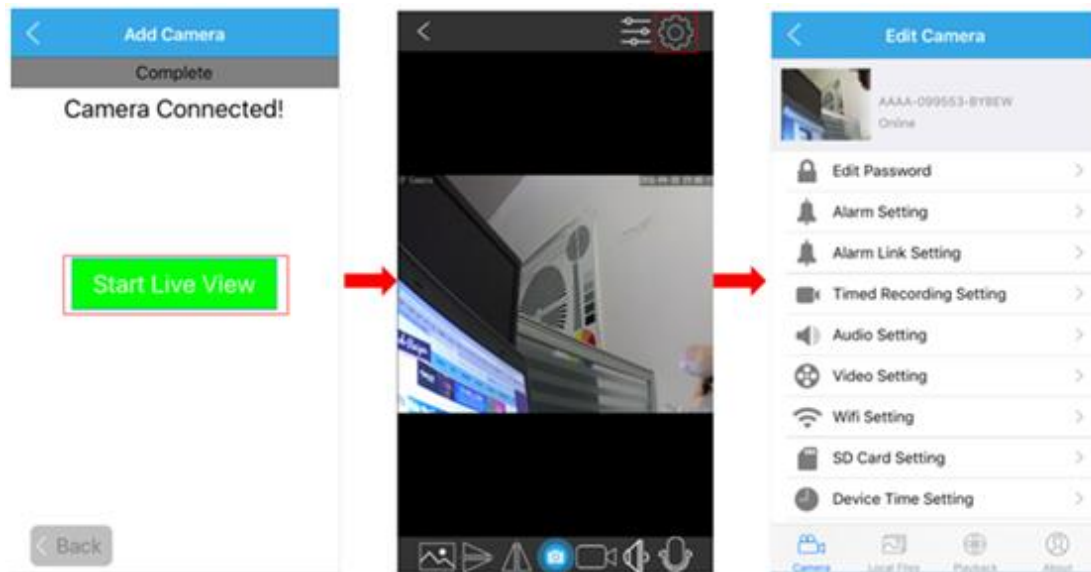 Add Camera
Complete
Camera Connected!
Start Live View
Back
Edit Camera
Online
Edit Password
Alarm Setting
Alarm Link Setting
Timed Recording Setting
Audio Setting
Video Setting
Wifi Setting
SD Card Setting
Device Time Setting
Camera
Local Files
Playback
About